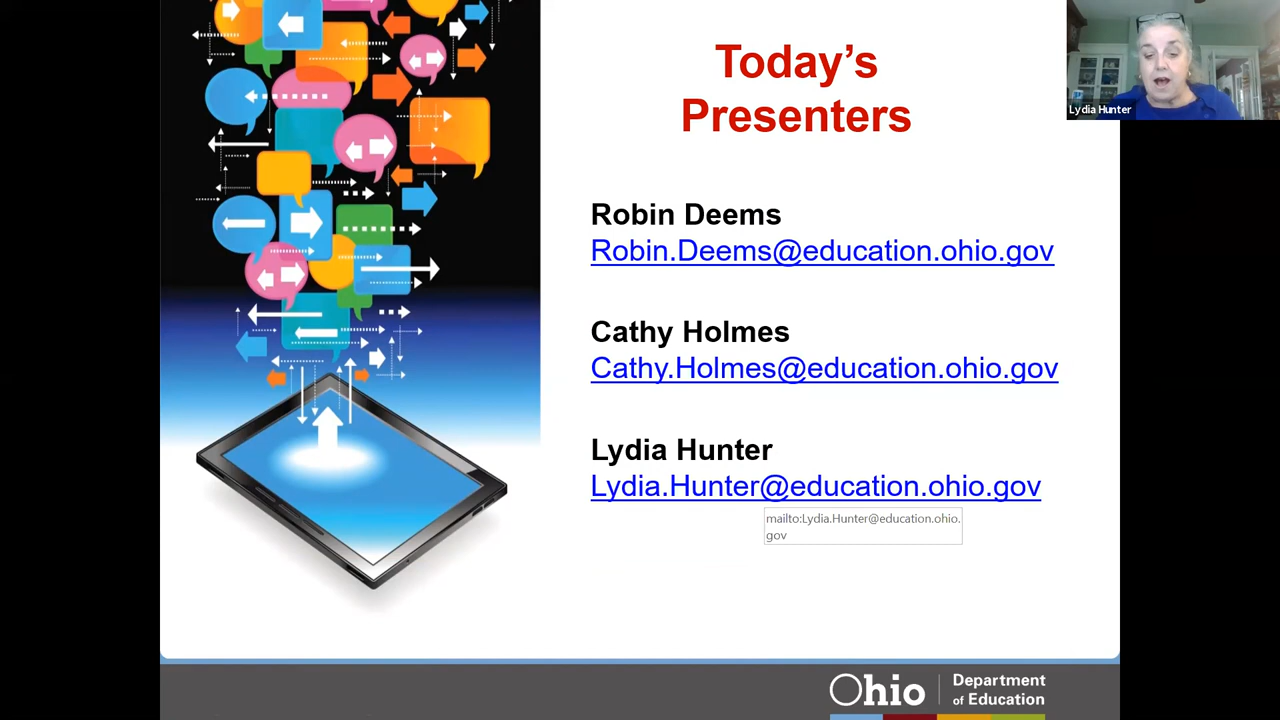 Today’s
Presenters
Lydia Hunter
Robin Deems
Robin.Deems@education.ohio.gov
Cathy Holmes
Cathy.Holmes@education.ohio.gov
Lydia Hunter
Lydia.Hunter@education.ohio.gov
mailto:Lydia.Hunter@education.ohio.
gov
Ohio
Department
of Education